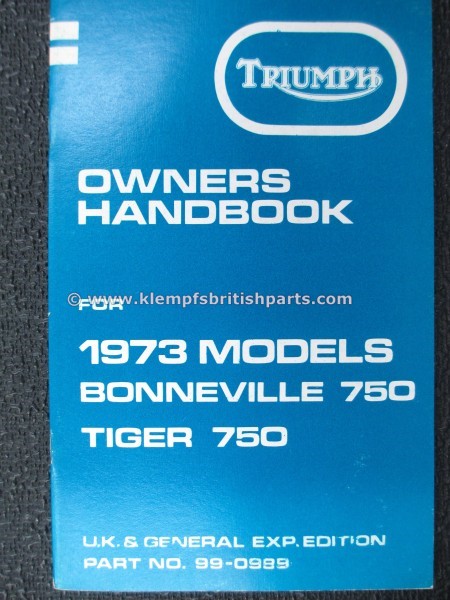 TRIUMPH
OWNERS
HANDBOOK
© www.klempfsbritishparts.com
FOR
1973 MODELS
BONNEVILLE 750
TIGER 750
U.K. & GENERAL EXP. EDITION
PART NO. 99-0989